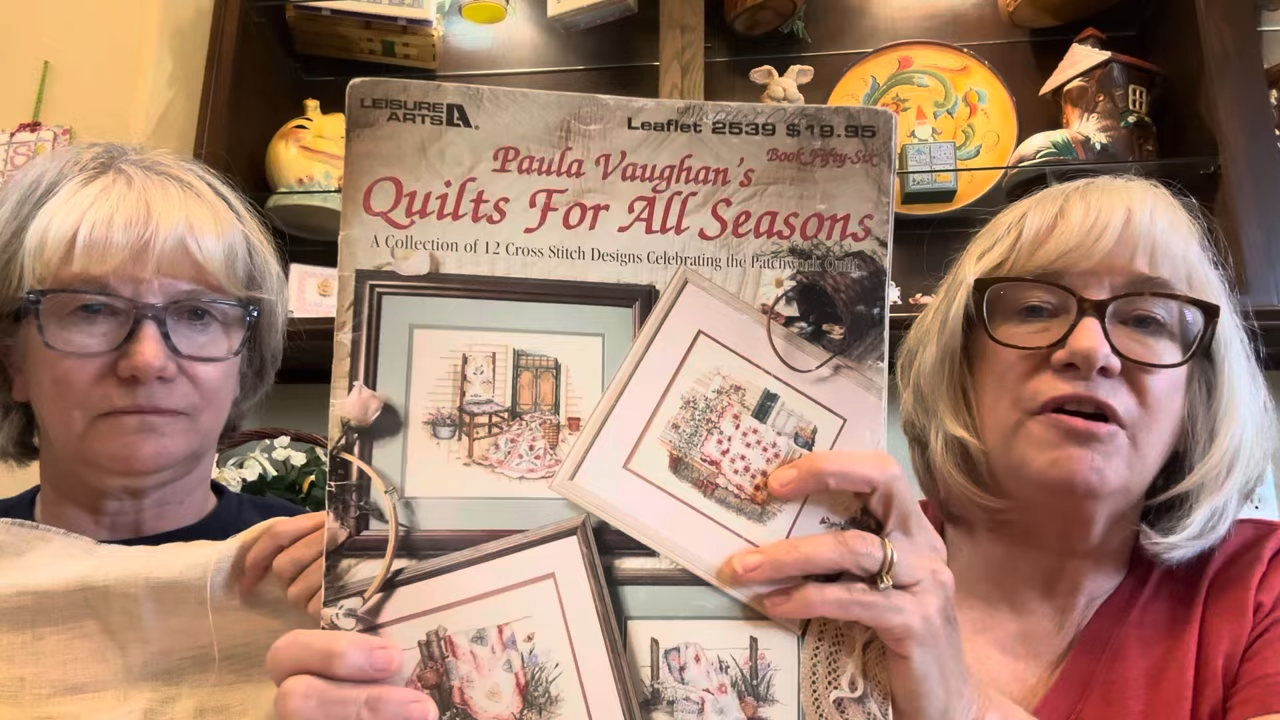 LEISURE
ARTS
Leaflet 2539 $19.95
Book Fifty-Six
Paula Vaughan's
Quilts For All Seasons
A Collection of 12 Cross Stitch Designs Celebrating the Patchwork Quilt